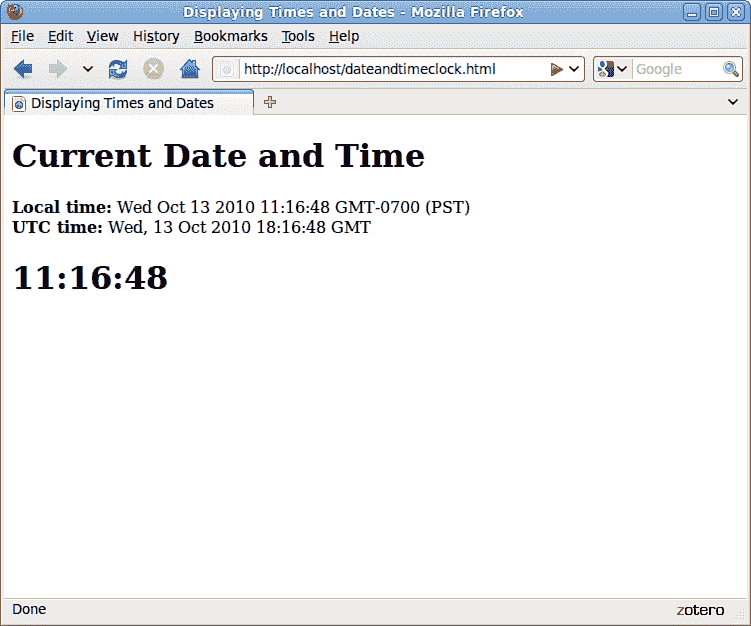 Displaying Times and Dates - Mozilla Firefox
File Edit View History Bookmarks Tools Help
http://localhost/dateandtimeclock.html Google
Displaying Times and Dates
Current Date and Time
Local time: Wed Oct 13 2010 11:16:48 GMT-0700 (PST)
UTC time: Wed, 13 Oct 2010 18:16:48 GMT
11:16:48
Done zotero